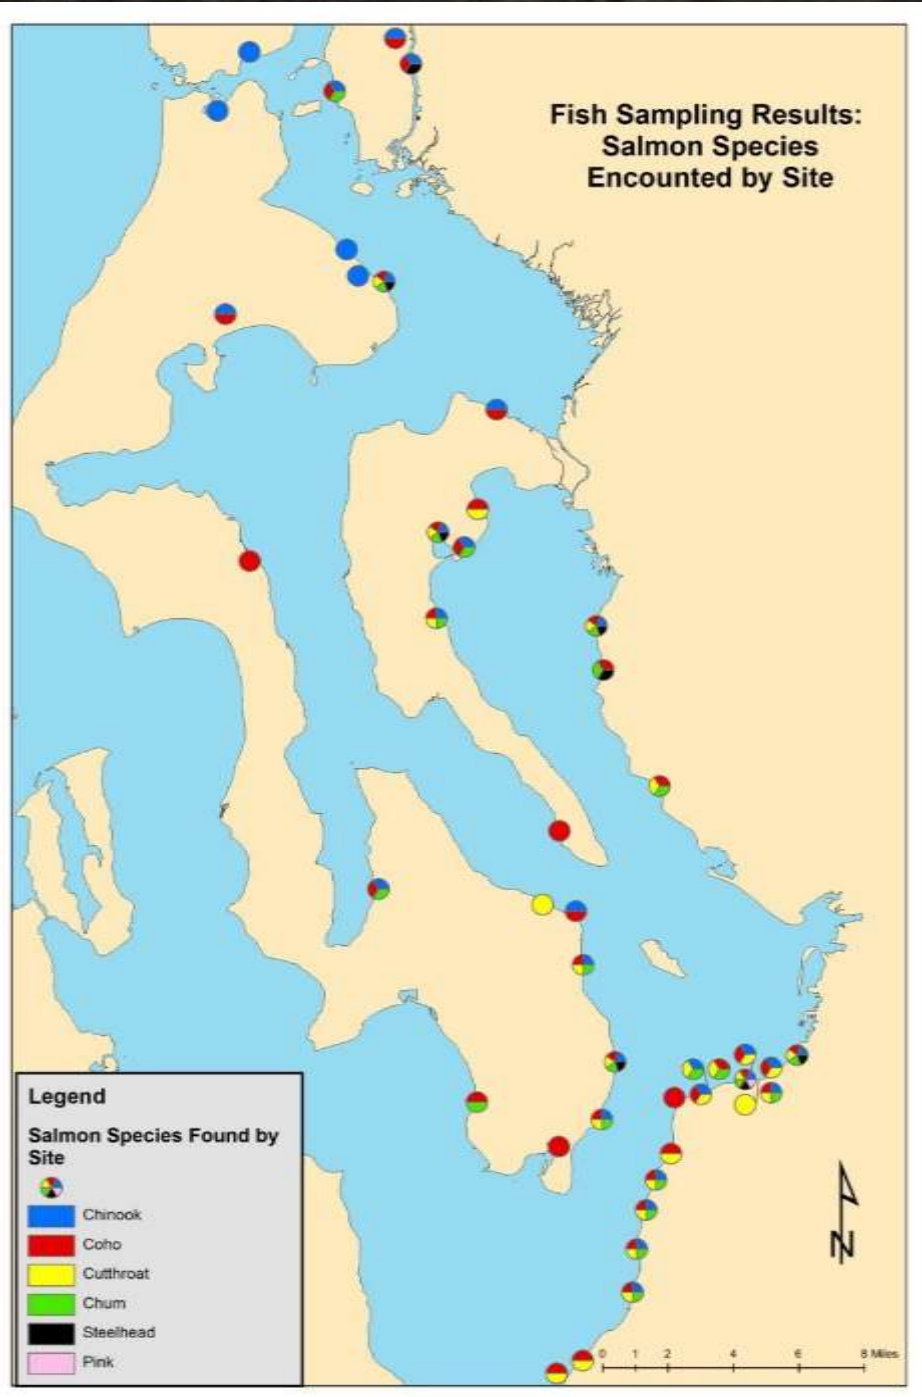 Fish Sampling Results:
Salmon Species
Encounted by Site
Legend
Salmon Species Found by
Site
Chinook
Coho
Cutthroat
Chum
Steelhead
Pink
N
0 1 2 4 6 8 Miles